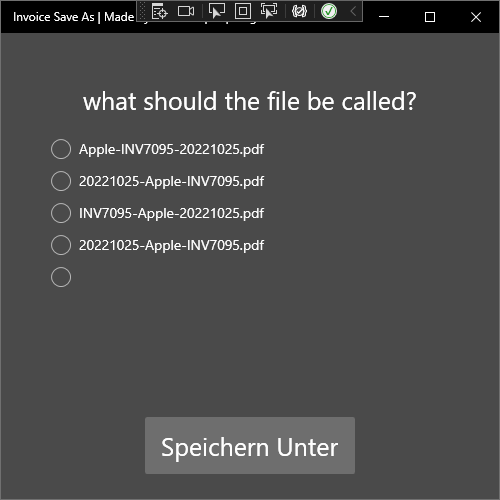 Invoice Save As | Made
what should the file be called?
Apple-INV7095-20221025.pdf
20221025-Apple-INV7095.pdf
INV7095-Apple-20221025.pdf
20221025-Apple-INV7095.pdf
Speichern Unter